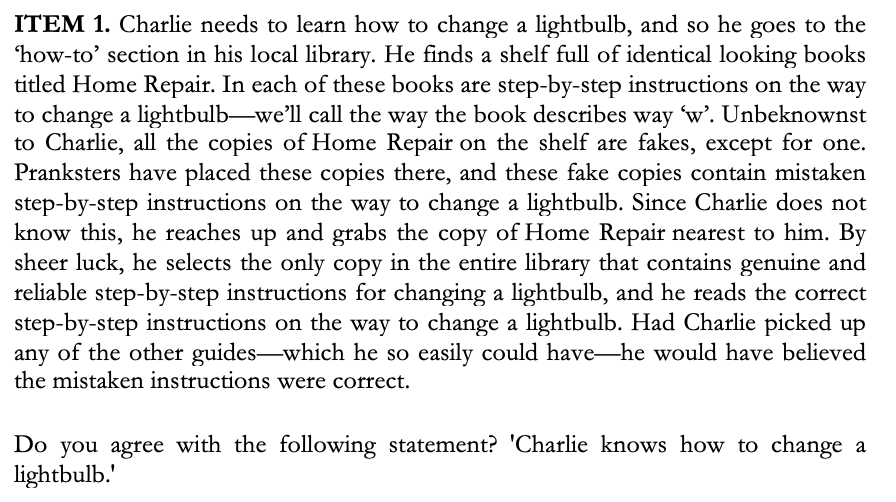 ITEM 1. Charlie needs to learn how to change a lightbulb, and so he goes to the
‘how-to’ section in his local library. He finds a shelf full of identical looking books
titled Home Repair. In each of these books are step-by-step instructions on the way
to change a lightbulb—we’ll call the way the book describes way ‘w’. Unbeknownst
to Charlie, all the copies of Home Repair on the shelf are fakes, except for one.
Pranksters have placed these copies there, and these fake copies contain mistaken
step-by-step instructions on the way to change a lightbulb. Since Charlie does not
know this, he reaches up and grabs the copy of Home Repair nearest to him. By
sheer luck, he selects the only copy in the entire library that contains genuine and
reliable step-by-step instructions for changing a lightbulb, and he reads the correct
step-by-step instructions on the way to change a lightbulb. Had Charlie picked up
any of the other guides—which he so easily could have—he would have believed
the mistaken instructions were correct.
Do you agree with the following statement? 'Charlie knows how to change a
lightbulb.'